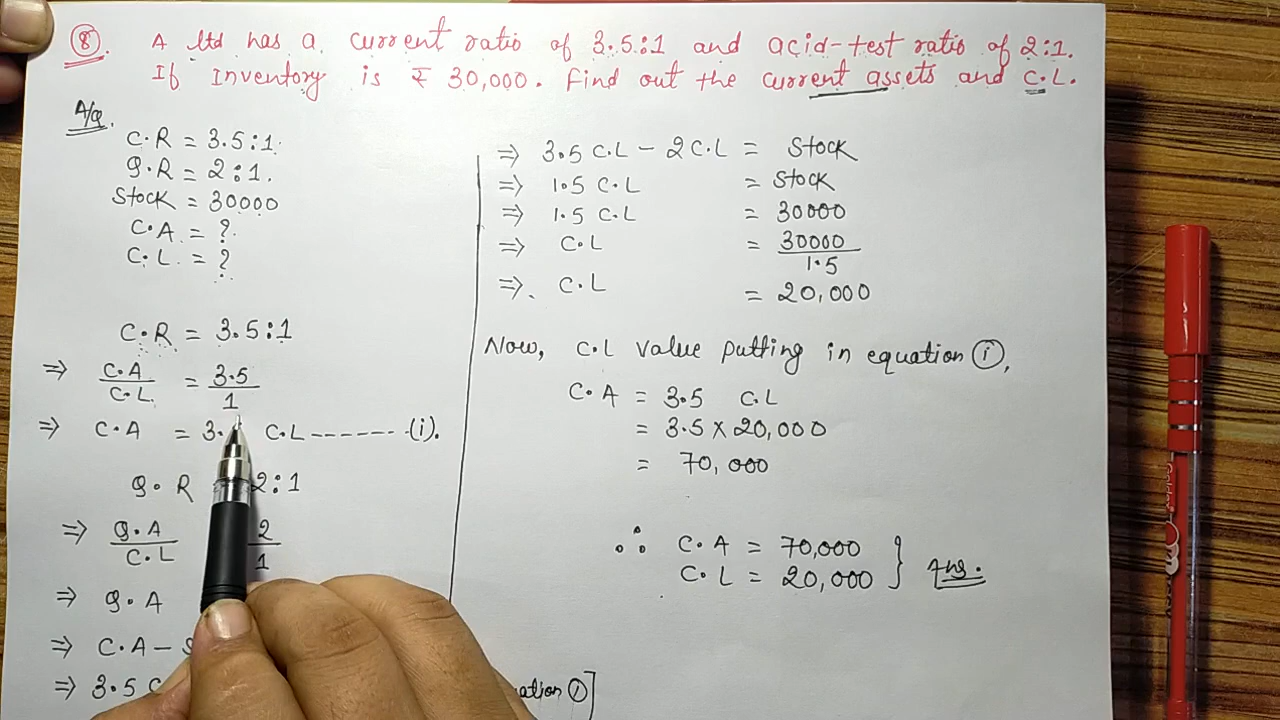 ⑧. A ltd has a current ratio of 3.5:1 and acid-test ratio of 2:1.
If Inventory is ₹ 30,000. Find out the current assets and C.L.
A/Q.
C.R = 3.5:1.
Q.R = 2:1.
Stock = 30000
C.A. = ?
C.L. = ?
C.R = 3.5:1
⇒ C.A / C.L. = 3.5 / 1
⇒ C.A = 3. C.L ------ (i).
Q.R 2:1
⇒ Q.A / C.L 2 / 1
⇒ Q.A
⇒ C.A -
⇒ 3.5
equation ①]
⇒ 3.5 C.L - 2 C.L = Stock
⇒ 1.5 C.L = Stock
⇒ 1.5 C.L = 30000
⇒ C.L = 30000 / 1.5
⇒. C.L = 20,000
Now, C.L value putting in equation ①,
C.A = 3.5 C.L
= 3.5 × 20,000
= 70,000
∴ C.A = 70,000
C.L = 20,000 } Ans.